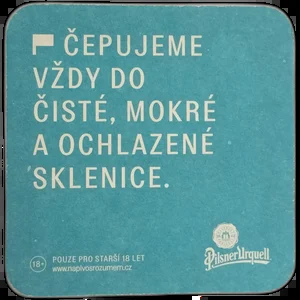 ČEPUJEME
VŽDY DO
ČISTÉ, MOKRÉ
A OCHLAZENÉ
SKLENICE.
18+
POUZE PRO STARŠÍ 18 LET
www.napivosrozumem.cz
Pilsner Urquell